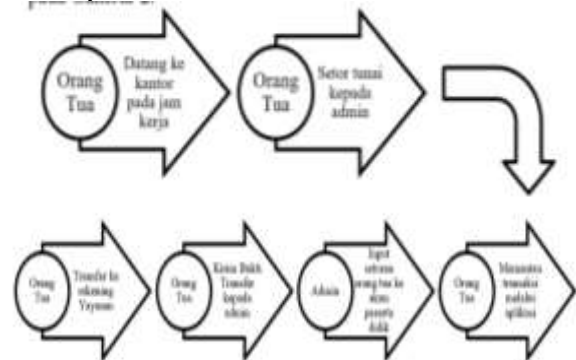 Orang
Tua
Datang ke
kantor
pada jam
kerja
Orang
Tua
Setor tunai
kepada
admin
Orang
Tua
Transfer ke
rekening
Yayasan
Orang
Tua
Kirim Bukti
Transfer
kepada
admin
Admin
Input
setoran
orang tua ke
akun
peserta
didik
Orang
Tua
Memantau
transaksi
melalui
aplikasi